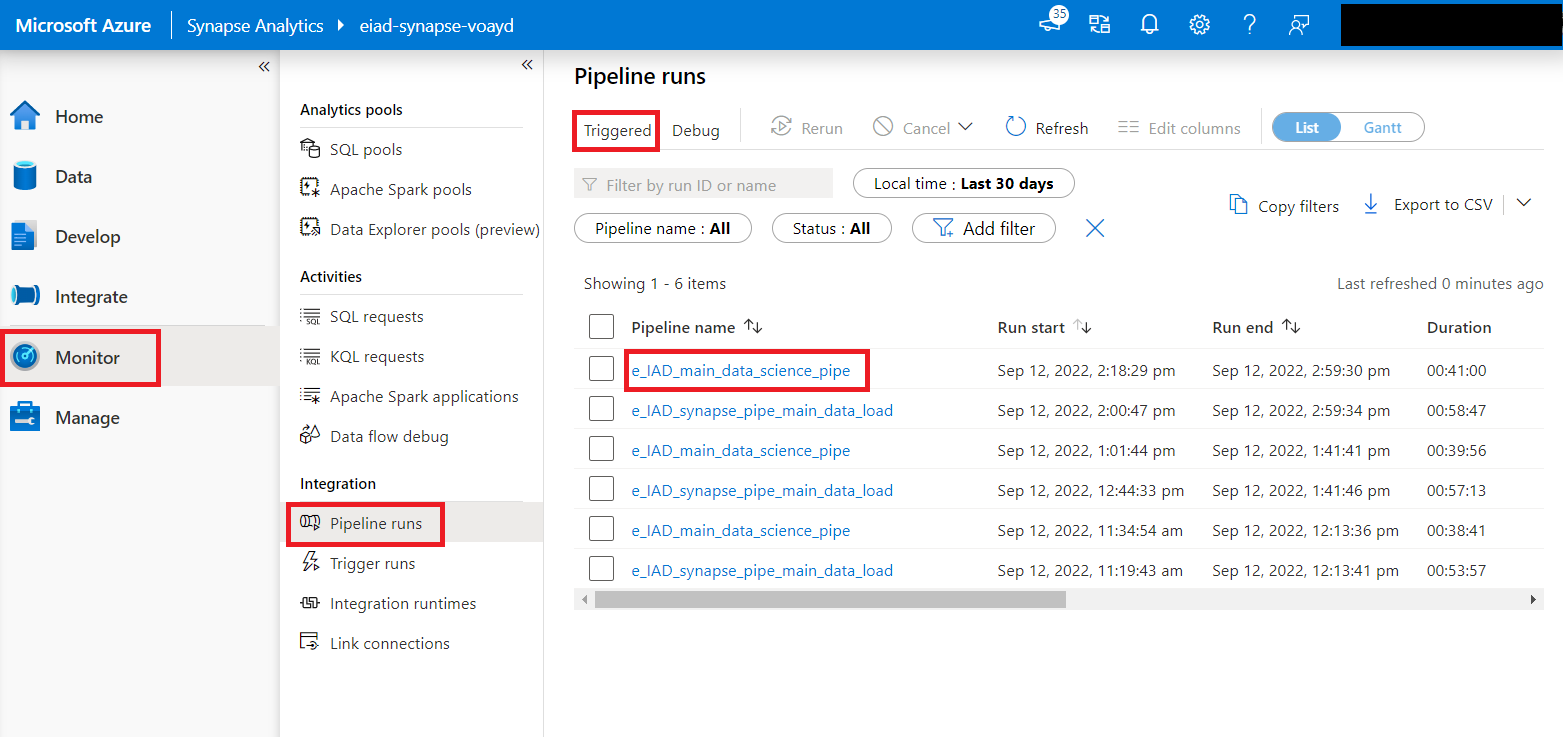 Microsoft Azure Synapse Analytics eiad-synapse-voayd 35
Home
Data
Develop
Integrate
Monitor
Manage
Analytics pools
SQL pools
Apache Spark pools
Data Explorer pools (preview)
Activities
SQL requests
KQL requests
Apache Spark applications
Data flow debug
Integration
Pipeline runs
Trigger runs
Integration runtimes
Link connections
Pipeline runs
Triggered Debug Rerun Cancel Refresh Edit columns List Gantt
Filter by run ID or name Local time : Last 30 days
Copy filters Export to CSV
Pipeline name : All Status : All Add filter
Showing 1 - 6 items Last refreshed 0 minutes ago
Pipeline name Run start Run end Duration
e_IAD_main_data_science_pipe Sep 12, 2022, 2:18:29 pm Sep 12, 2022, 2:59:30 pm 00:41:00
e_IAD_synapse_pipe_main_data_load Sep 12, 2022, 2:00:47 pm Sep 12, 2022, 2:59:34 pm 00:58:47
e_IAD_main_data_science_pipe Sep 12, 2022, 1:01:44 pm Sep 12, 2022, 1:41:41 pm 00:39:56
e_IAD_synapse_pipe_main_data_load Sep 12, 2022, 12:44:33 pm Sep 12, 2022, 1:41:46 pm 00:57:13
e_IAD_main_data_science_pipe Sep 12, 2022, 11:34:54 am Sep 12, 2022, 12:13:36 pm 00:38:41
e_IAD_synapse_pipe_main_data_load Sep 12, 2022, 11:19:43 am Sep 12, 2022, 12:13:41 pm 00:53:57